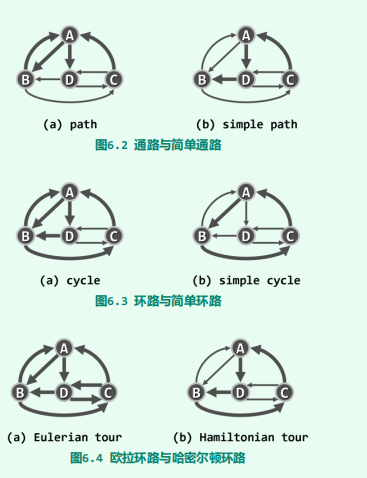 A
B D C
A
B D C
(a) path
(b) simple path
图6.2 通路与简单通路
A
B D C
A
B D C
(a) cycle
(b) simple cycle
图6.3 环路与简单环路
A
B D C
A
B D C
(a) Eulerian tour
(b) Hamiltonian tour
图6.4 欧拉环路与哈密尔顿环路